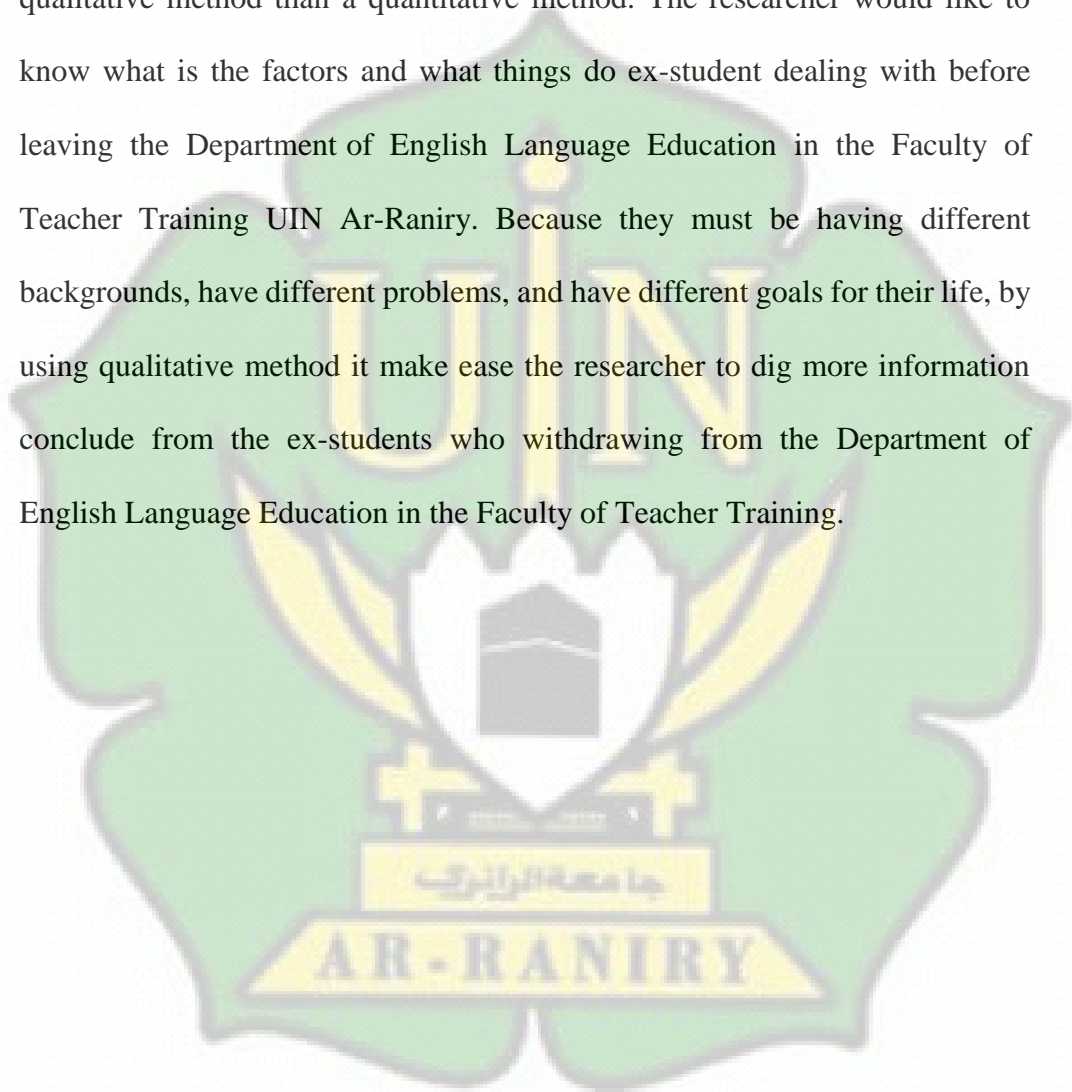 qualitative method than a quantitative method. The researcher would like to
know what is the factors and what things do ex-student dealing with before
leaving the Department of English Language Education in the Faculty of
Teacher Training UIN Ar-Raniry. Because they must be having different
backgrounds, have different problems, and have different goals for their life, by
using qualitative method it make ease the researcher to dig more information
conclude from the ex-students who withdrawing from the Department of
English Language Education in the Faculty of Teacher Training.
UIN
جامعة الرانري
AR-RANIRY